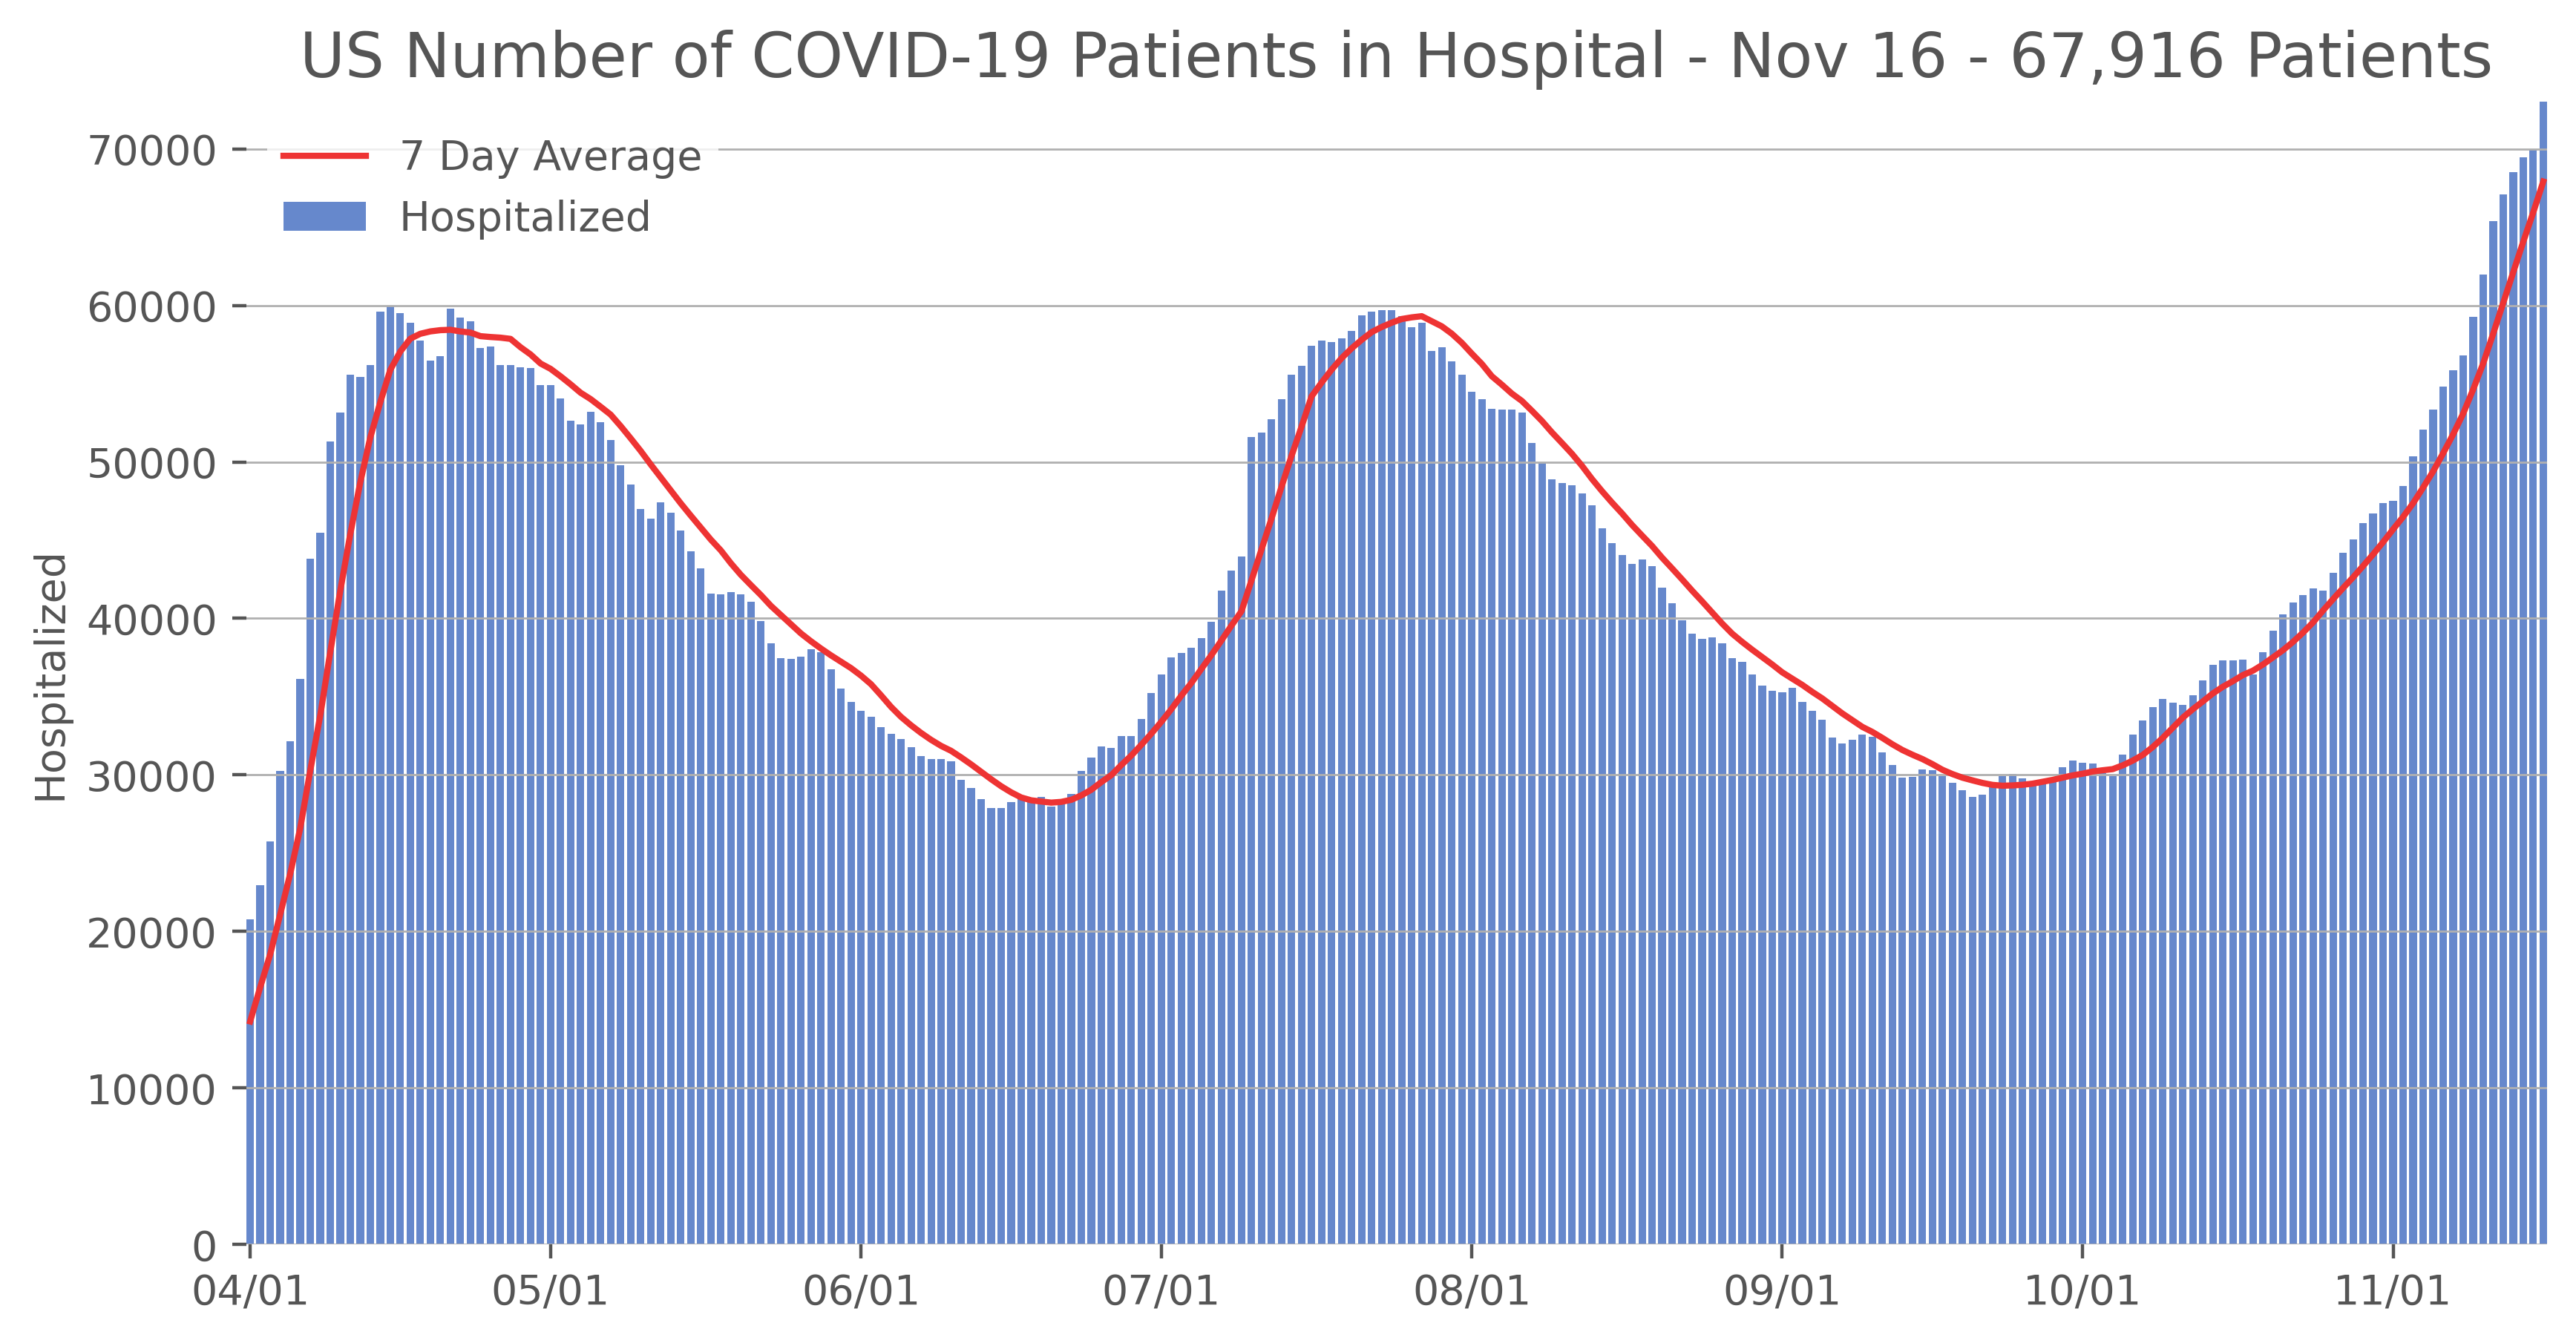 US Number of COVID-19 Patients in Hospital - Nov 16 - 67,916 Patients
7 Day Average
Hospitalized
Hospitalized
70000
60000
50000
40000
30000
20000
10000
0
04/01 05/01 06/01 07/01 08/01 09/01 10/01 11/01